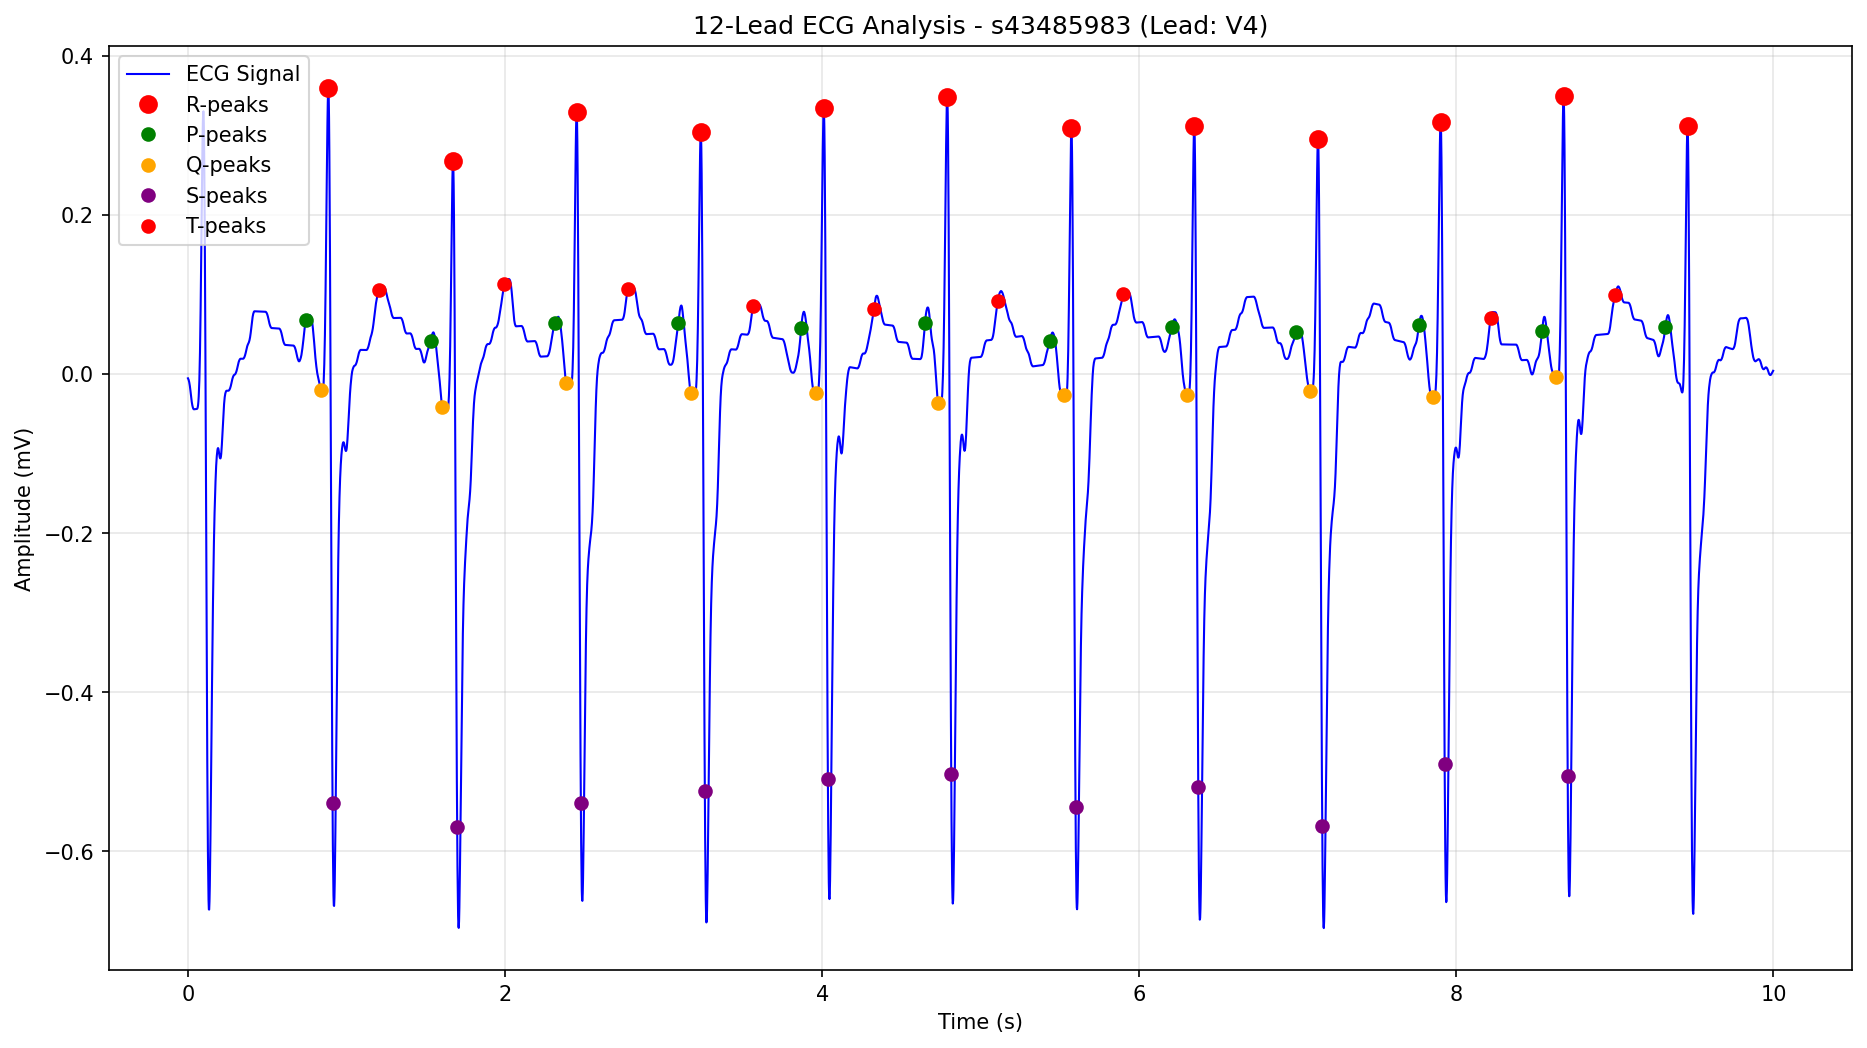 12-Lead ECG Analysis - s43485983 (Lead: V4)
ECG Signal
R-peaks
P-peaks
Q-peaks
S-peaks
T-peaks
Amplitude (mV)
0.4
0.2
0.0
−0.2
−0.4
−0.6
0 2 4 6 8 10
Time (s)